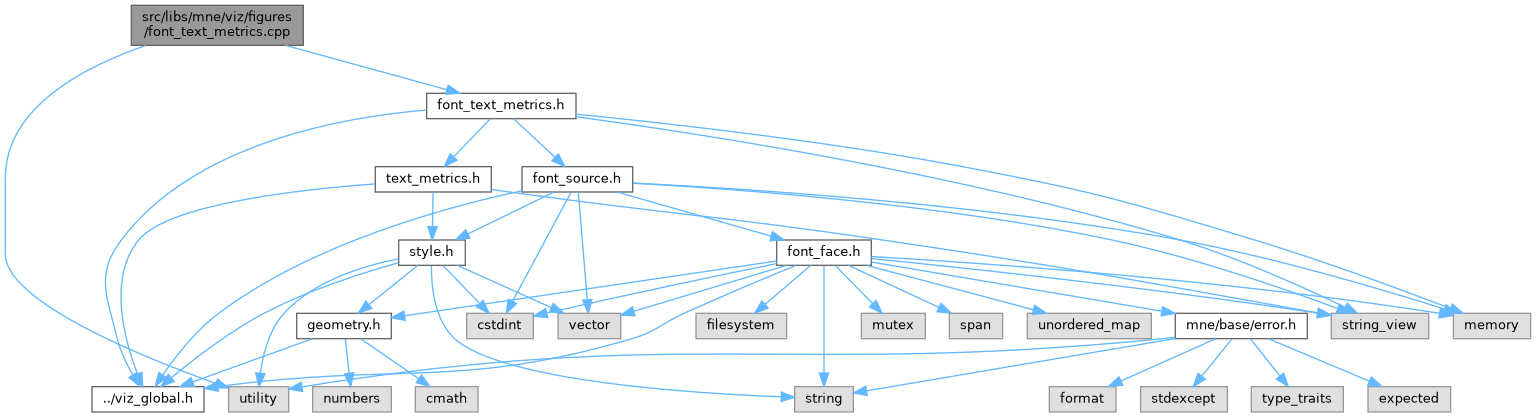 src/libs/mne/viz/figures
/font_text_metrics.cpp
font_text_metrics.h
text_metrics.h
font_source.h
style.h
font_face.h
geometry.h
cstdint
vector
filesystem
mutex
span
unordered_map
mne/base/error.h
string_view
memory
../viz_global.h
utility
numbers
cmath
string
format
stdexcept
type_traits
expected